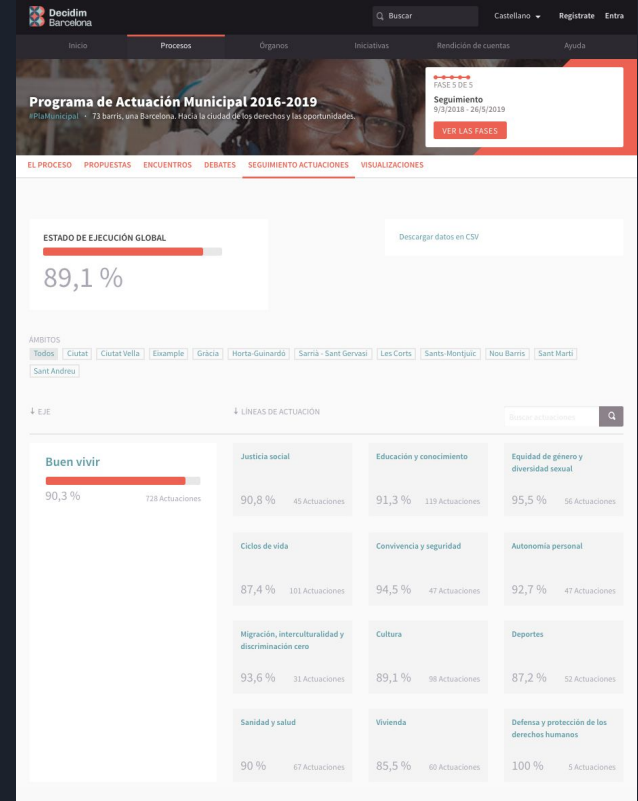 Decidim
Barcelona
Buscar
Castellano
Regístrate
Entra
Inicio
Procesos
Órganos
Iniciativas
Rendición de cuentas
Ayuda
Programa de Actuación Municipal 2016-2019
#PlaMunicipal + 73 barris, una Barcelona. Hacia la ciudad de los derechos y las oportunidades.
FASE 5 DE 5
Seguimiento
9/3/2018 - 26/5/2019
VER LAS FASES
EL PROCESO
PROPUESTAS
ENCUENTROS
DEBATES
SEGUIMIENTO ACTUACIONES
VISUALIZACIONES
ESTADO DE EJECUCIÓN GLOBAL
89,1 %
Descargar datos en CSV
ÁMBITOS
Todos
Ciutat
Ciutat Vella
Eixample
Gràcia
Horta-Guinardó
Sarrià - Sant Gervasi
Les Corts
Sants-Montjuïc
Nou Barris
Sant Martí
Sant Andreu
↓ EJE
↓ LÍNEAS DE ACTUACIÓN
Buscar actuaciones
Buen vivir
90,3 %
728 Actuaciones
Justicia social
90,8 %
45 Actuaciones
Educación y conocimiento
91,3 %
119 Actuaciones
Equidad de género y
diversidad sexual
95,5 %
56 Actuaciones
Ciclos de vida
87,4 %
101 Actuaciones
Convivencia y seguridad
94,5 %
47 Actuaciones
Autonomía personal
92,7 %
47 Actuaciones
Migración, interculturalidad y
discriminación cero
93,6 %
31 Actuaciones
Cultura
89,1 %
98 Actuaciones
Deportes
87,2 %
52 Actuaciones
Sanidad y salud
90 %
67 Actuaciones
Vivienda
85,5 %
60 Actuaciones
Defensa y protección de los
derechos humanos
100 %
5 Actuaciones